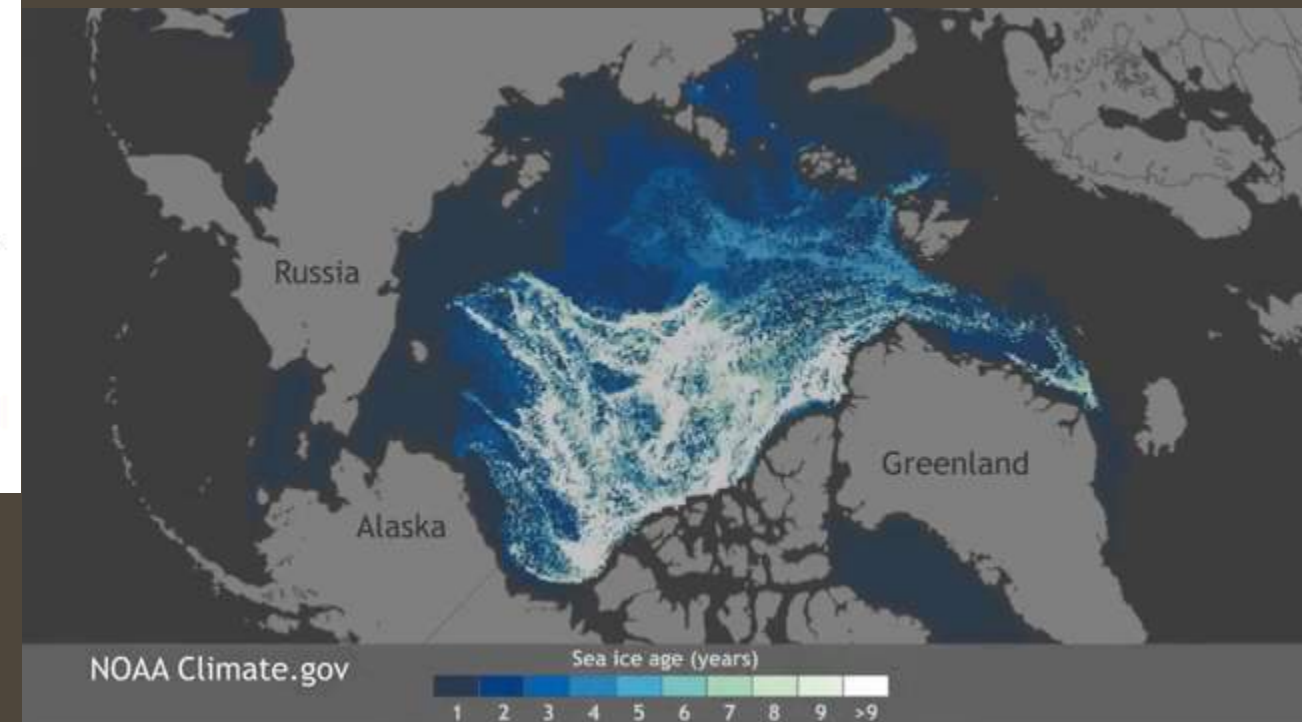 Russia
Greenland
Alaska
NOAA Climate.gov
Sea ice age (years)
1 2 3 4 5 6 7 8 9 >9